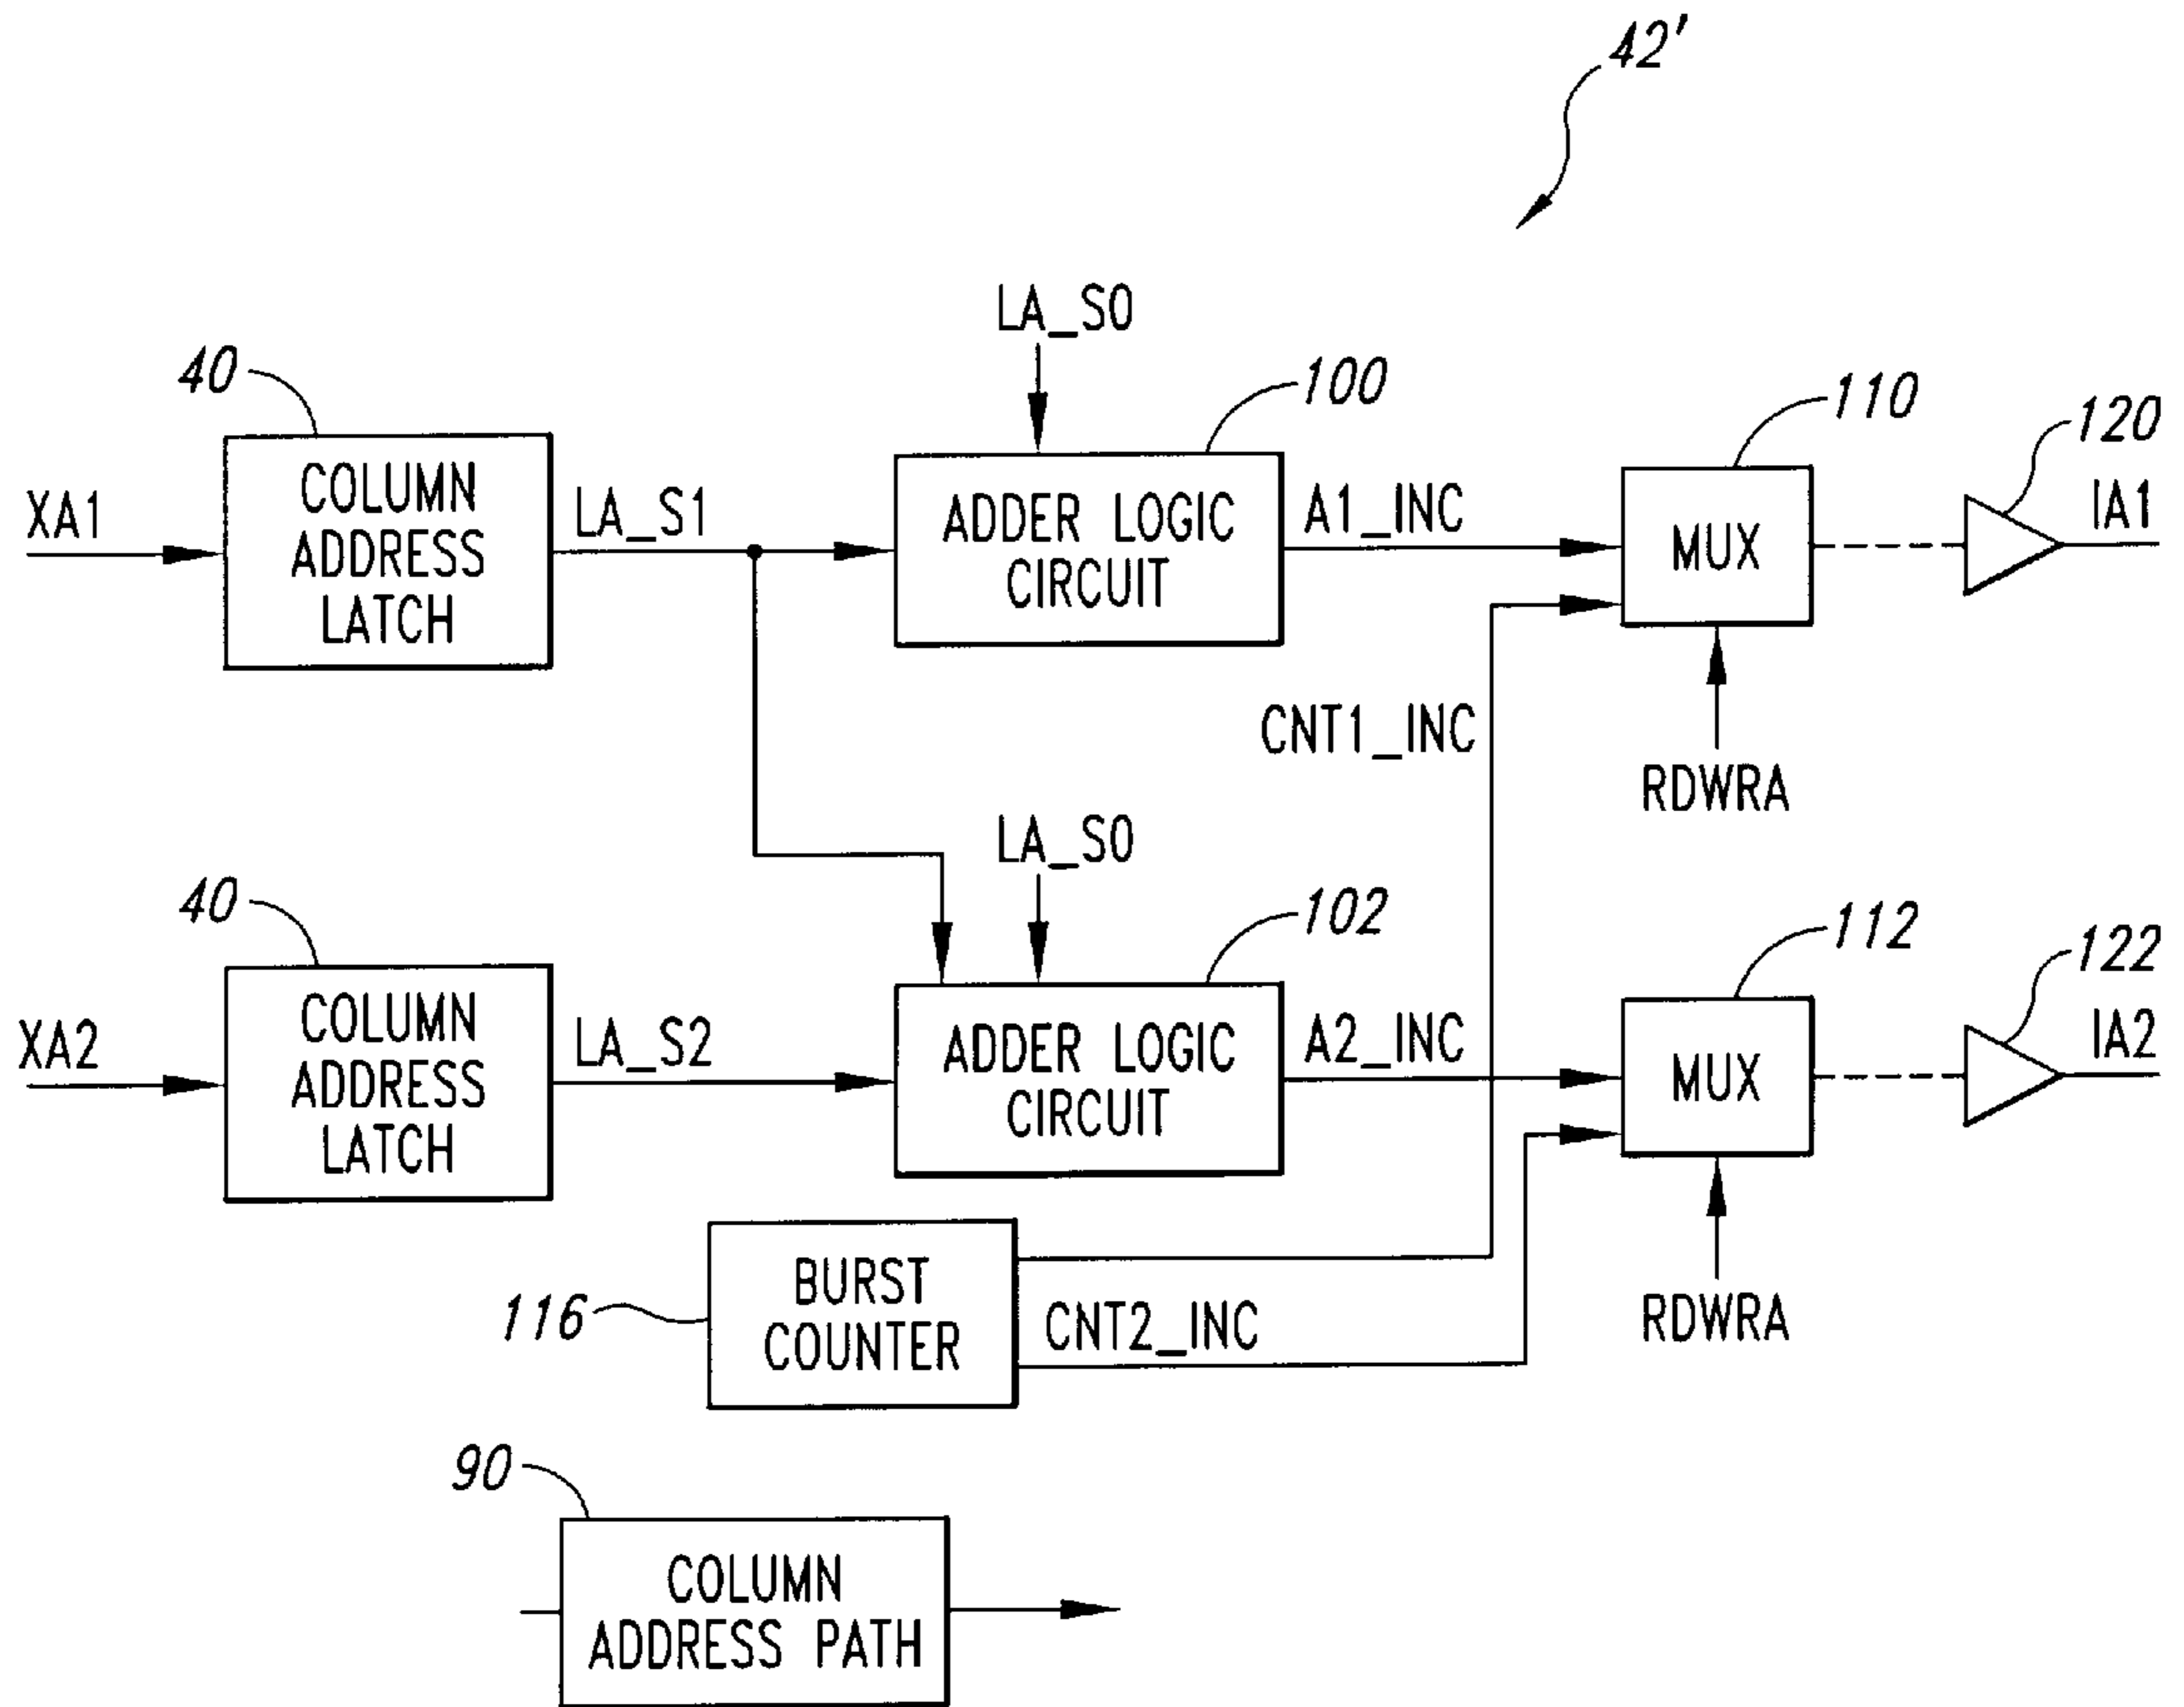 42'
LA_S0
40
100
110
120
XA1
COLUMN
ADDRESS
LATCH
LA_S1
ADDER LOGIC
CIRCUIT
A1_INC
MUX
IA1
CNT1_INC
RDWRA
LA_S0
40
102
112
122
XA2
COLUMN
ADDRESS
LATCH
LA_S2
ADDER LOGIC
CIRCUIT
A2_INC
MUX
IA2
116
BURST
COUNTER
CNT2_INC
RDWRA
90
COLUMN
ADDRESS PATH